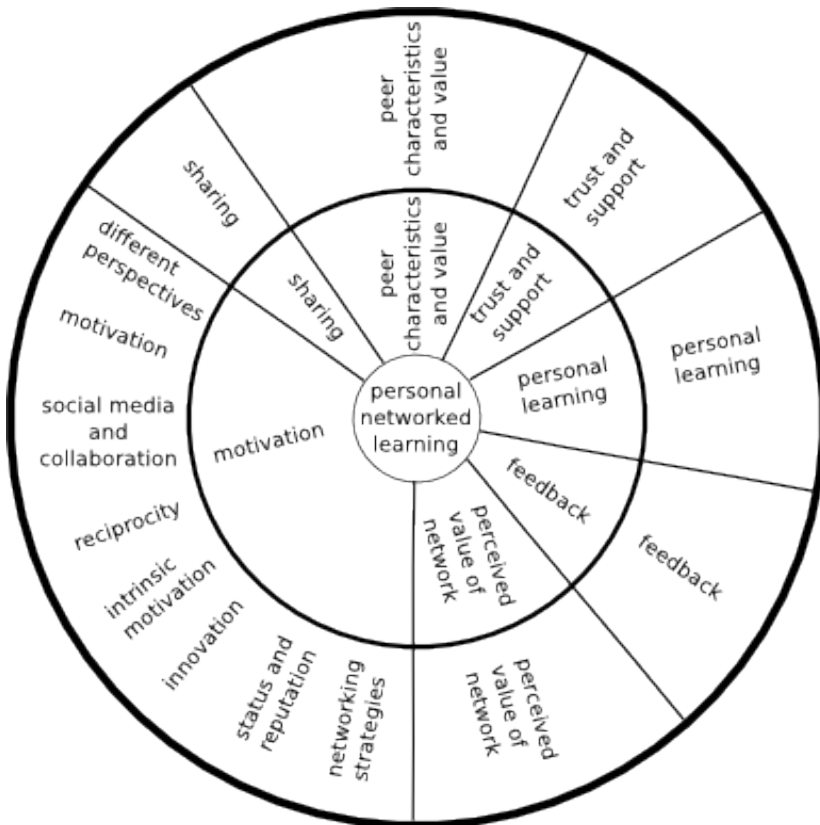 peer
characteristics
and value
trust and
support
personal
learning
feedback
perceived
value of
network
networking
strategies
status and
reputation
innovation
intrinsic
motivation
reciprocity
social media
and
collaboration
motivation
different
perspectives
sharing
peer
characteristics
and value
trust and
support
personal
learning
feedback
perceived
value of
network
motivation
sharing
personal
networked
learning